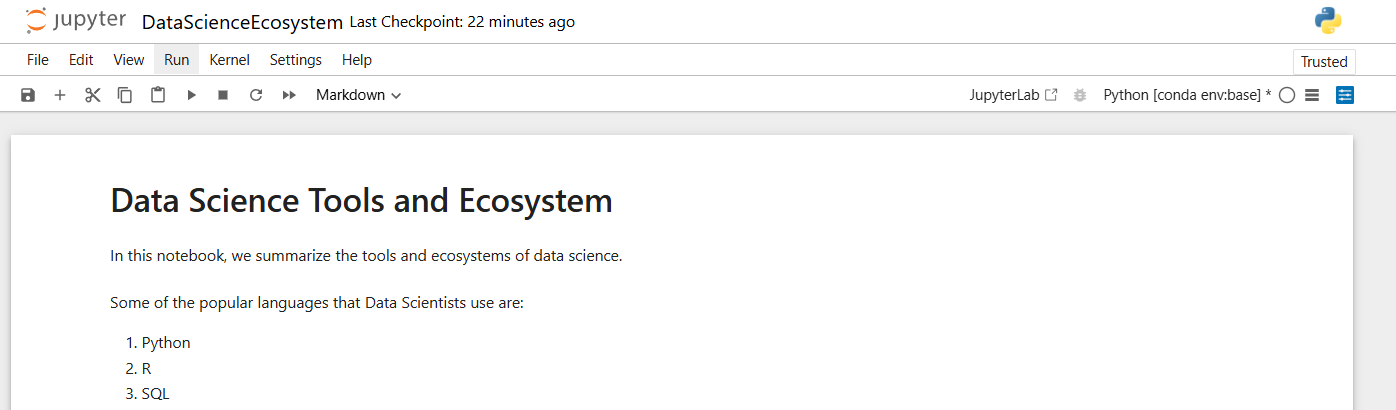 jupyter DataScienceEcosystem Last Checkpoint: 22 minutes ago
File Edit View Run Kernel Settings Help Trusted
Markdown JupyterLab Python [conda env:base] *
Data Science Tools and Ecosystem
In this notebook, we summarize the tools and ecosystems of data science.
Some of the popular languages that Data Scientists use are:
1. Python
2. R
3. SQL